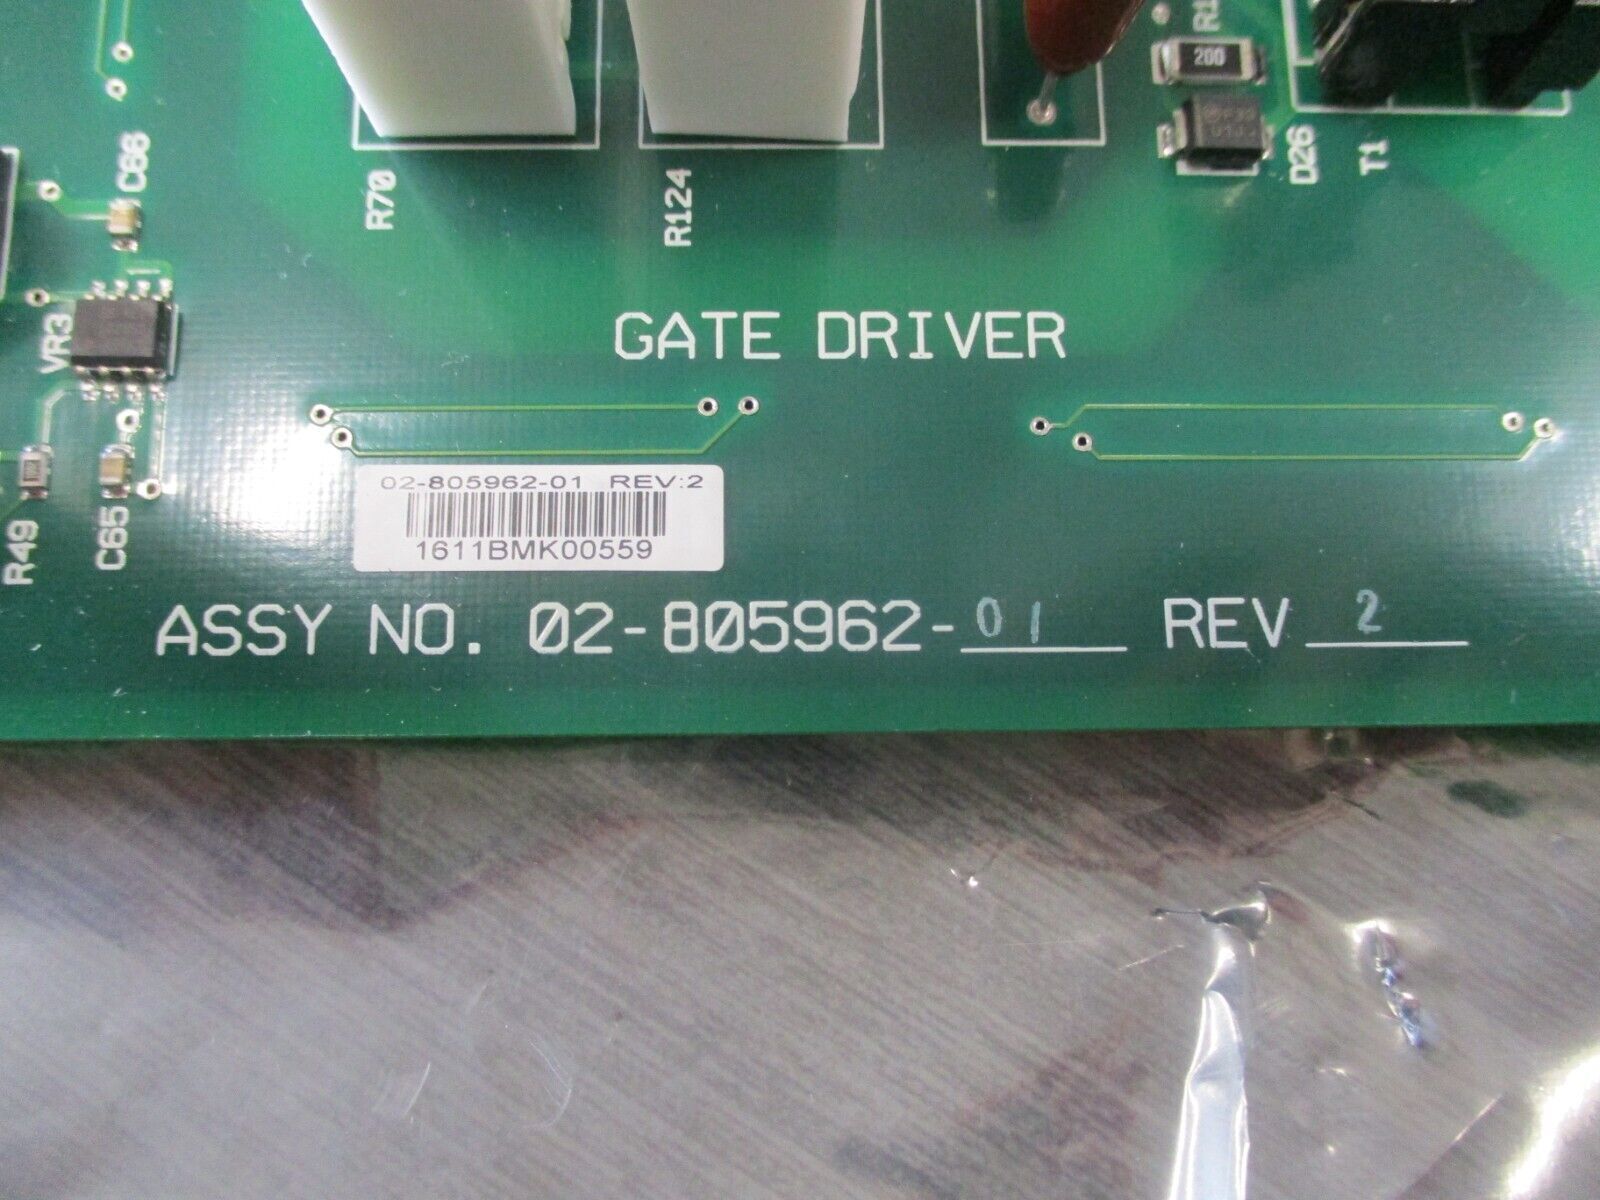 200
C66
R70
R124
D26
T1
VR3
1
GATE DRIVER
02-805962-01 REV:2
1611BMK00559
R49
C65
ASSY NO. 02-805962-01 REV 2